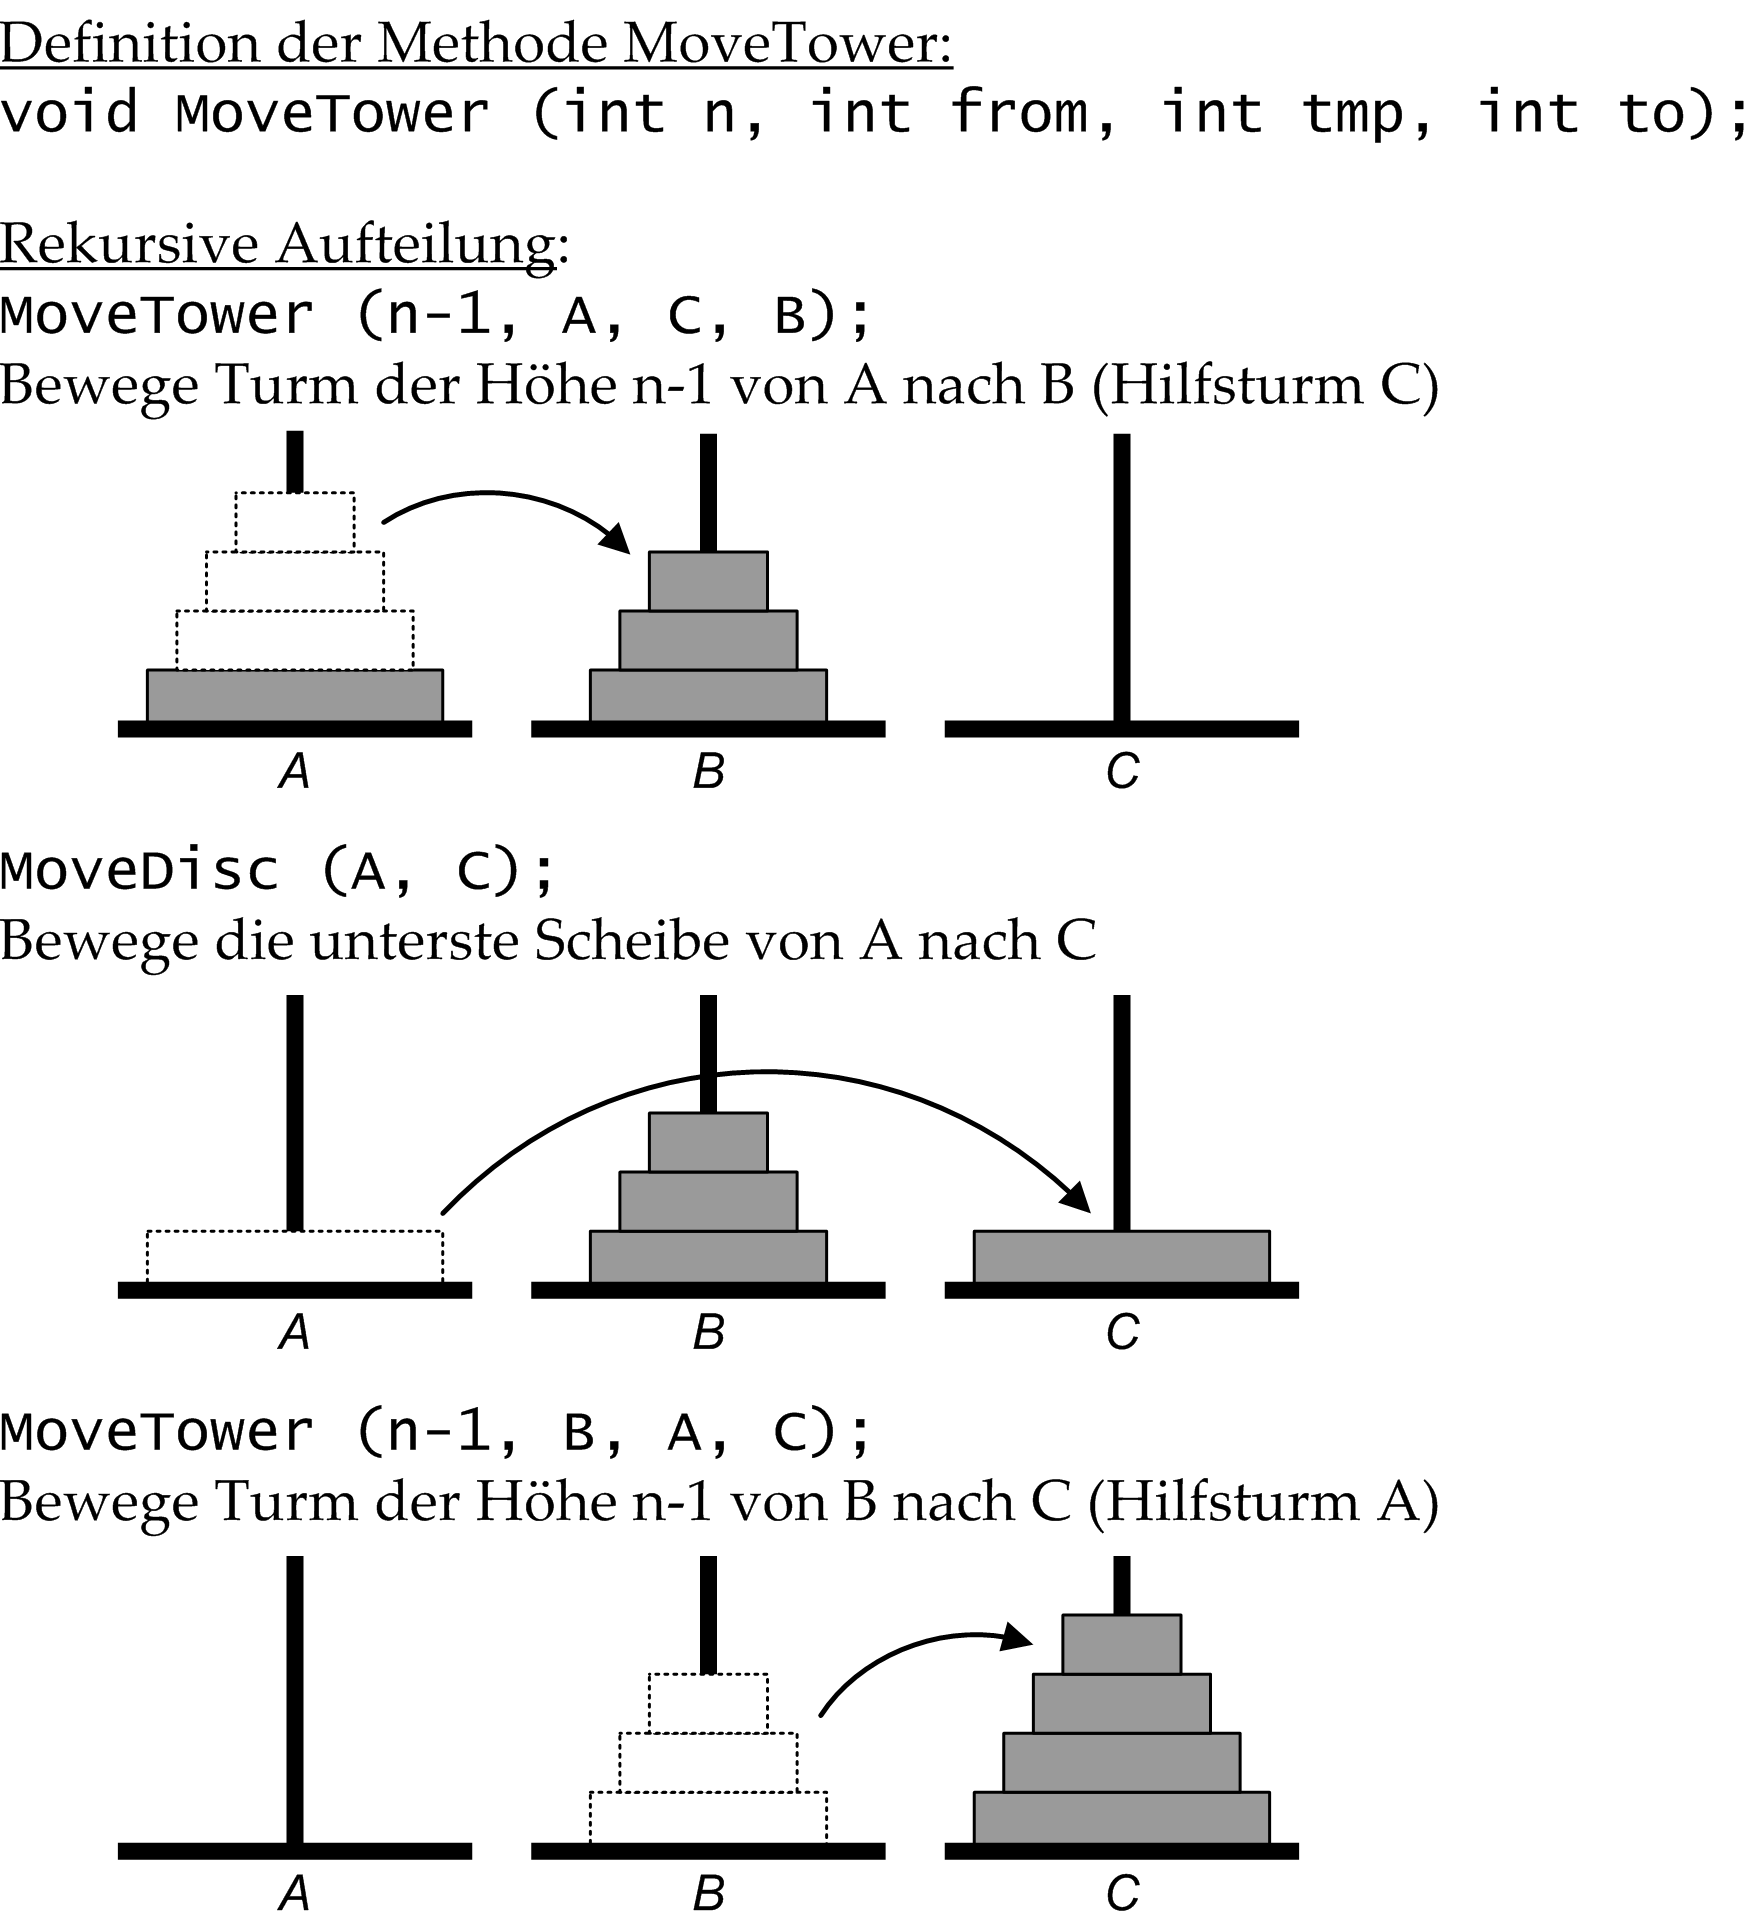 Definition der Methode MoveTower:
void MoveTower (int n, int from, int tmp, int to);
Rekursive Aufteilung:
MoveTower (n-1, A, C, B);
Bewege Turm der Höhe n-1 von A nach B (Hilfsturm C)
A B C
MoveDisc (A, C);
Bewege die unterste Scheibe von A nach C
A B C
MoveTower (n-1, B, A, C);
Bewege Turm der Höhe n-1 von B nach C (Hilfsturm A)
A B C